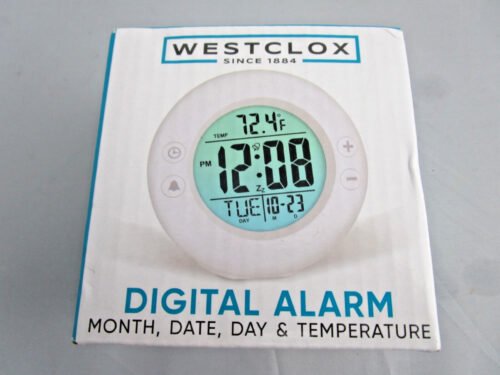 WESTCLOX
SINCE 1884
72.4°F
TEMP
PM 12:08
Zz
TUE 10-23
DAY M D
DIGITAL ALARM
MONTH, DATE, DAY & TEMPERATURE